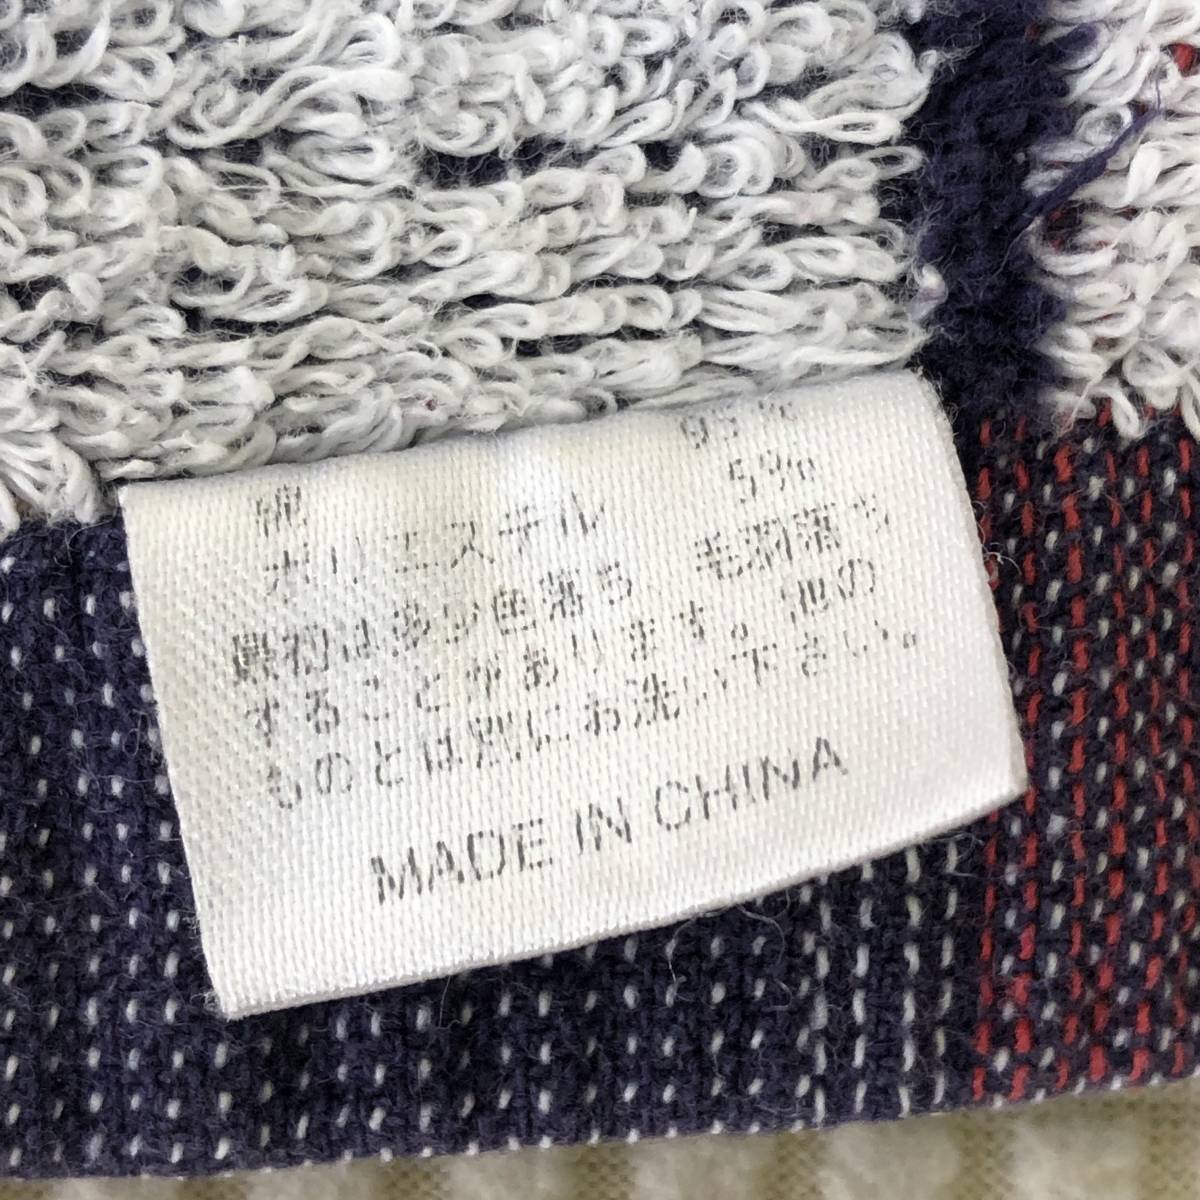 綿 95%
ポリエステル 5%
最初は多少色落ち 毛羽落ち
することがあります。他の
ものとは別にお洗い下さい。
MADE IN CHINA